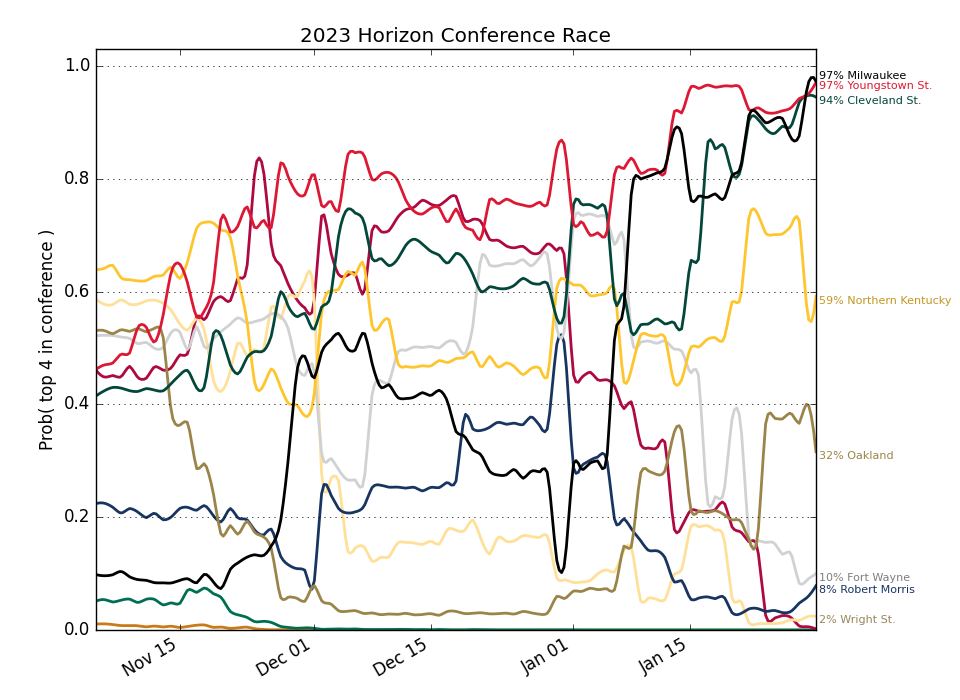 2023 Horizon Conference Race
Prob( top 4 in conference )
1.0
0.8
0.6
0.4
0.2
0.0
Nov 15
Dec 01
Dec 15
Jan 01
Jan 15
97% Milwaukee
97% Youngstown St.
94% Cleveland St.
59% Northern Kentucky
32% Oakland
10% Fort Wayne
8% Robert Morris
2% Wright St.